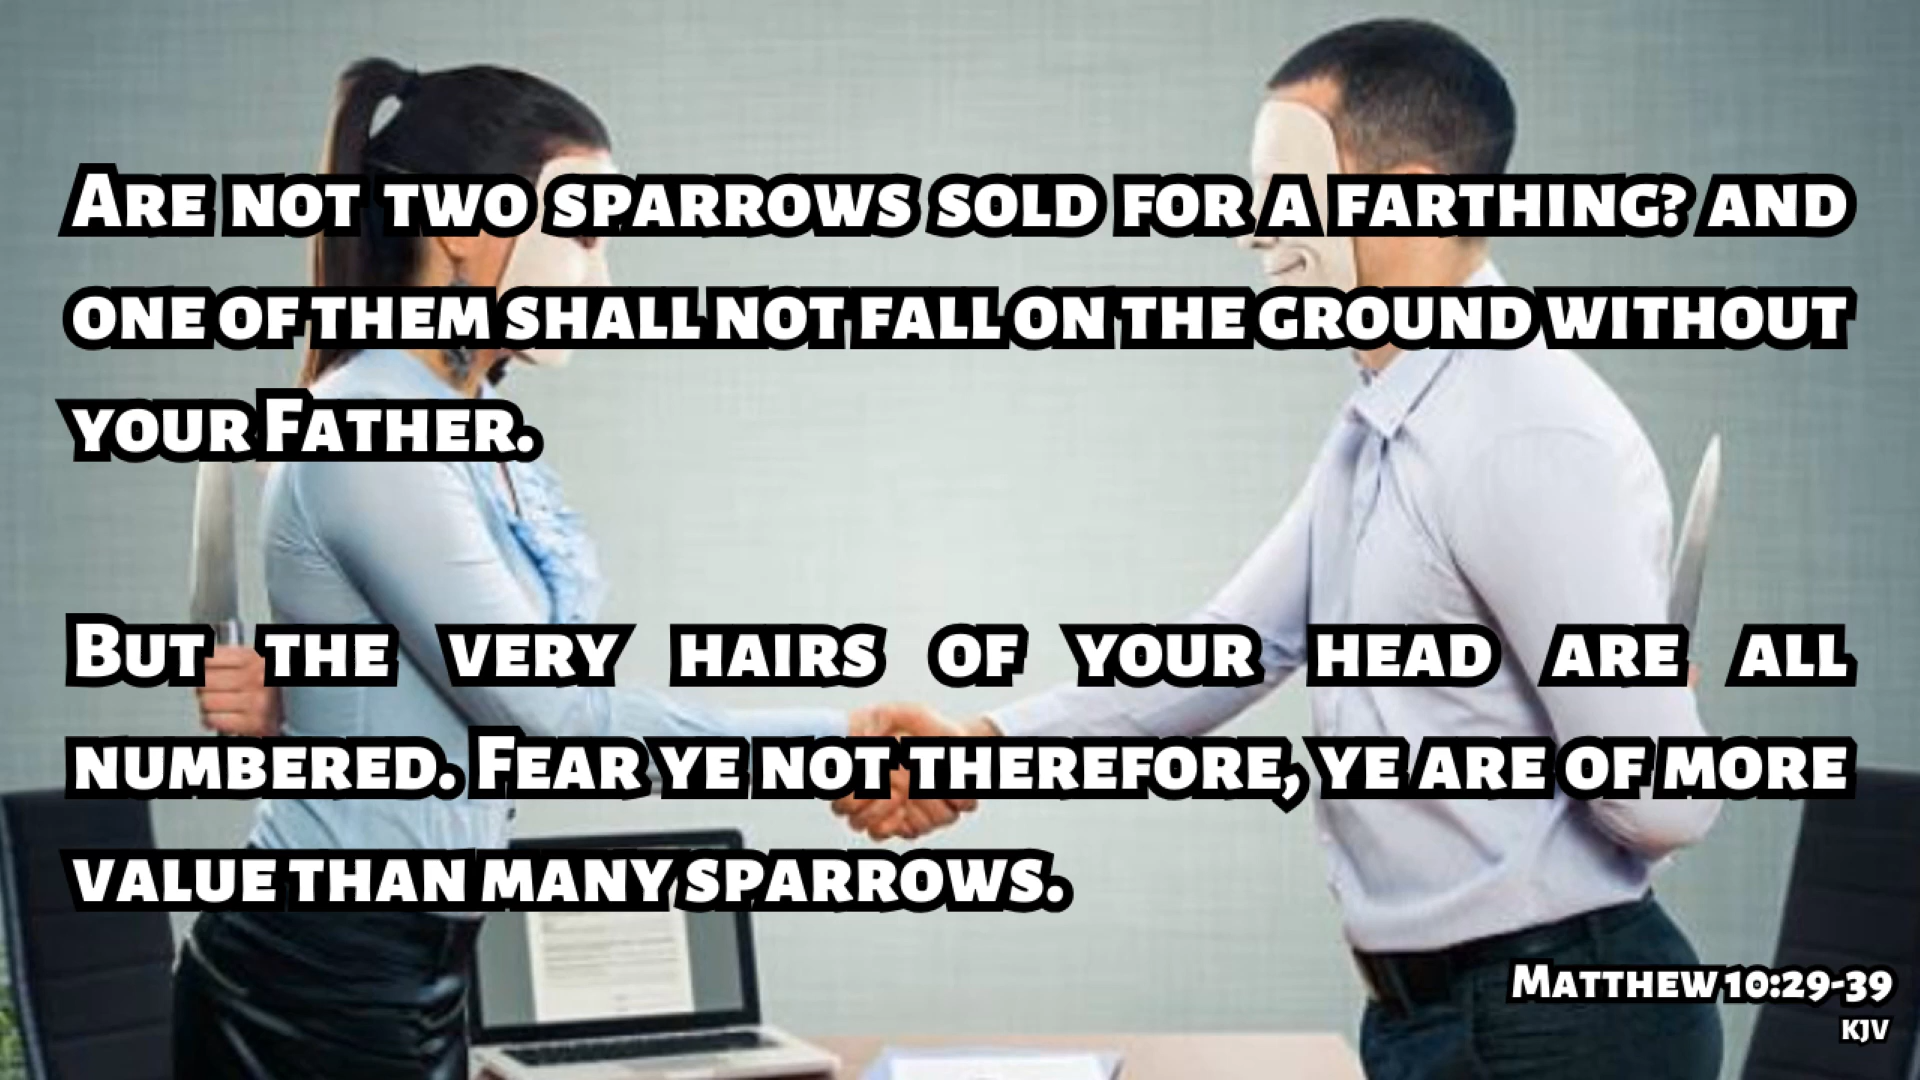 Are not two sparrows sold for a farthing? and
one of them shall not fall on the ground without
your Father.
But the very hairs of your head are all
numbered. Fear ye not therefore, ye are of more
value than many sparrows.
Matthew 10:29-39
KJV